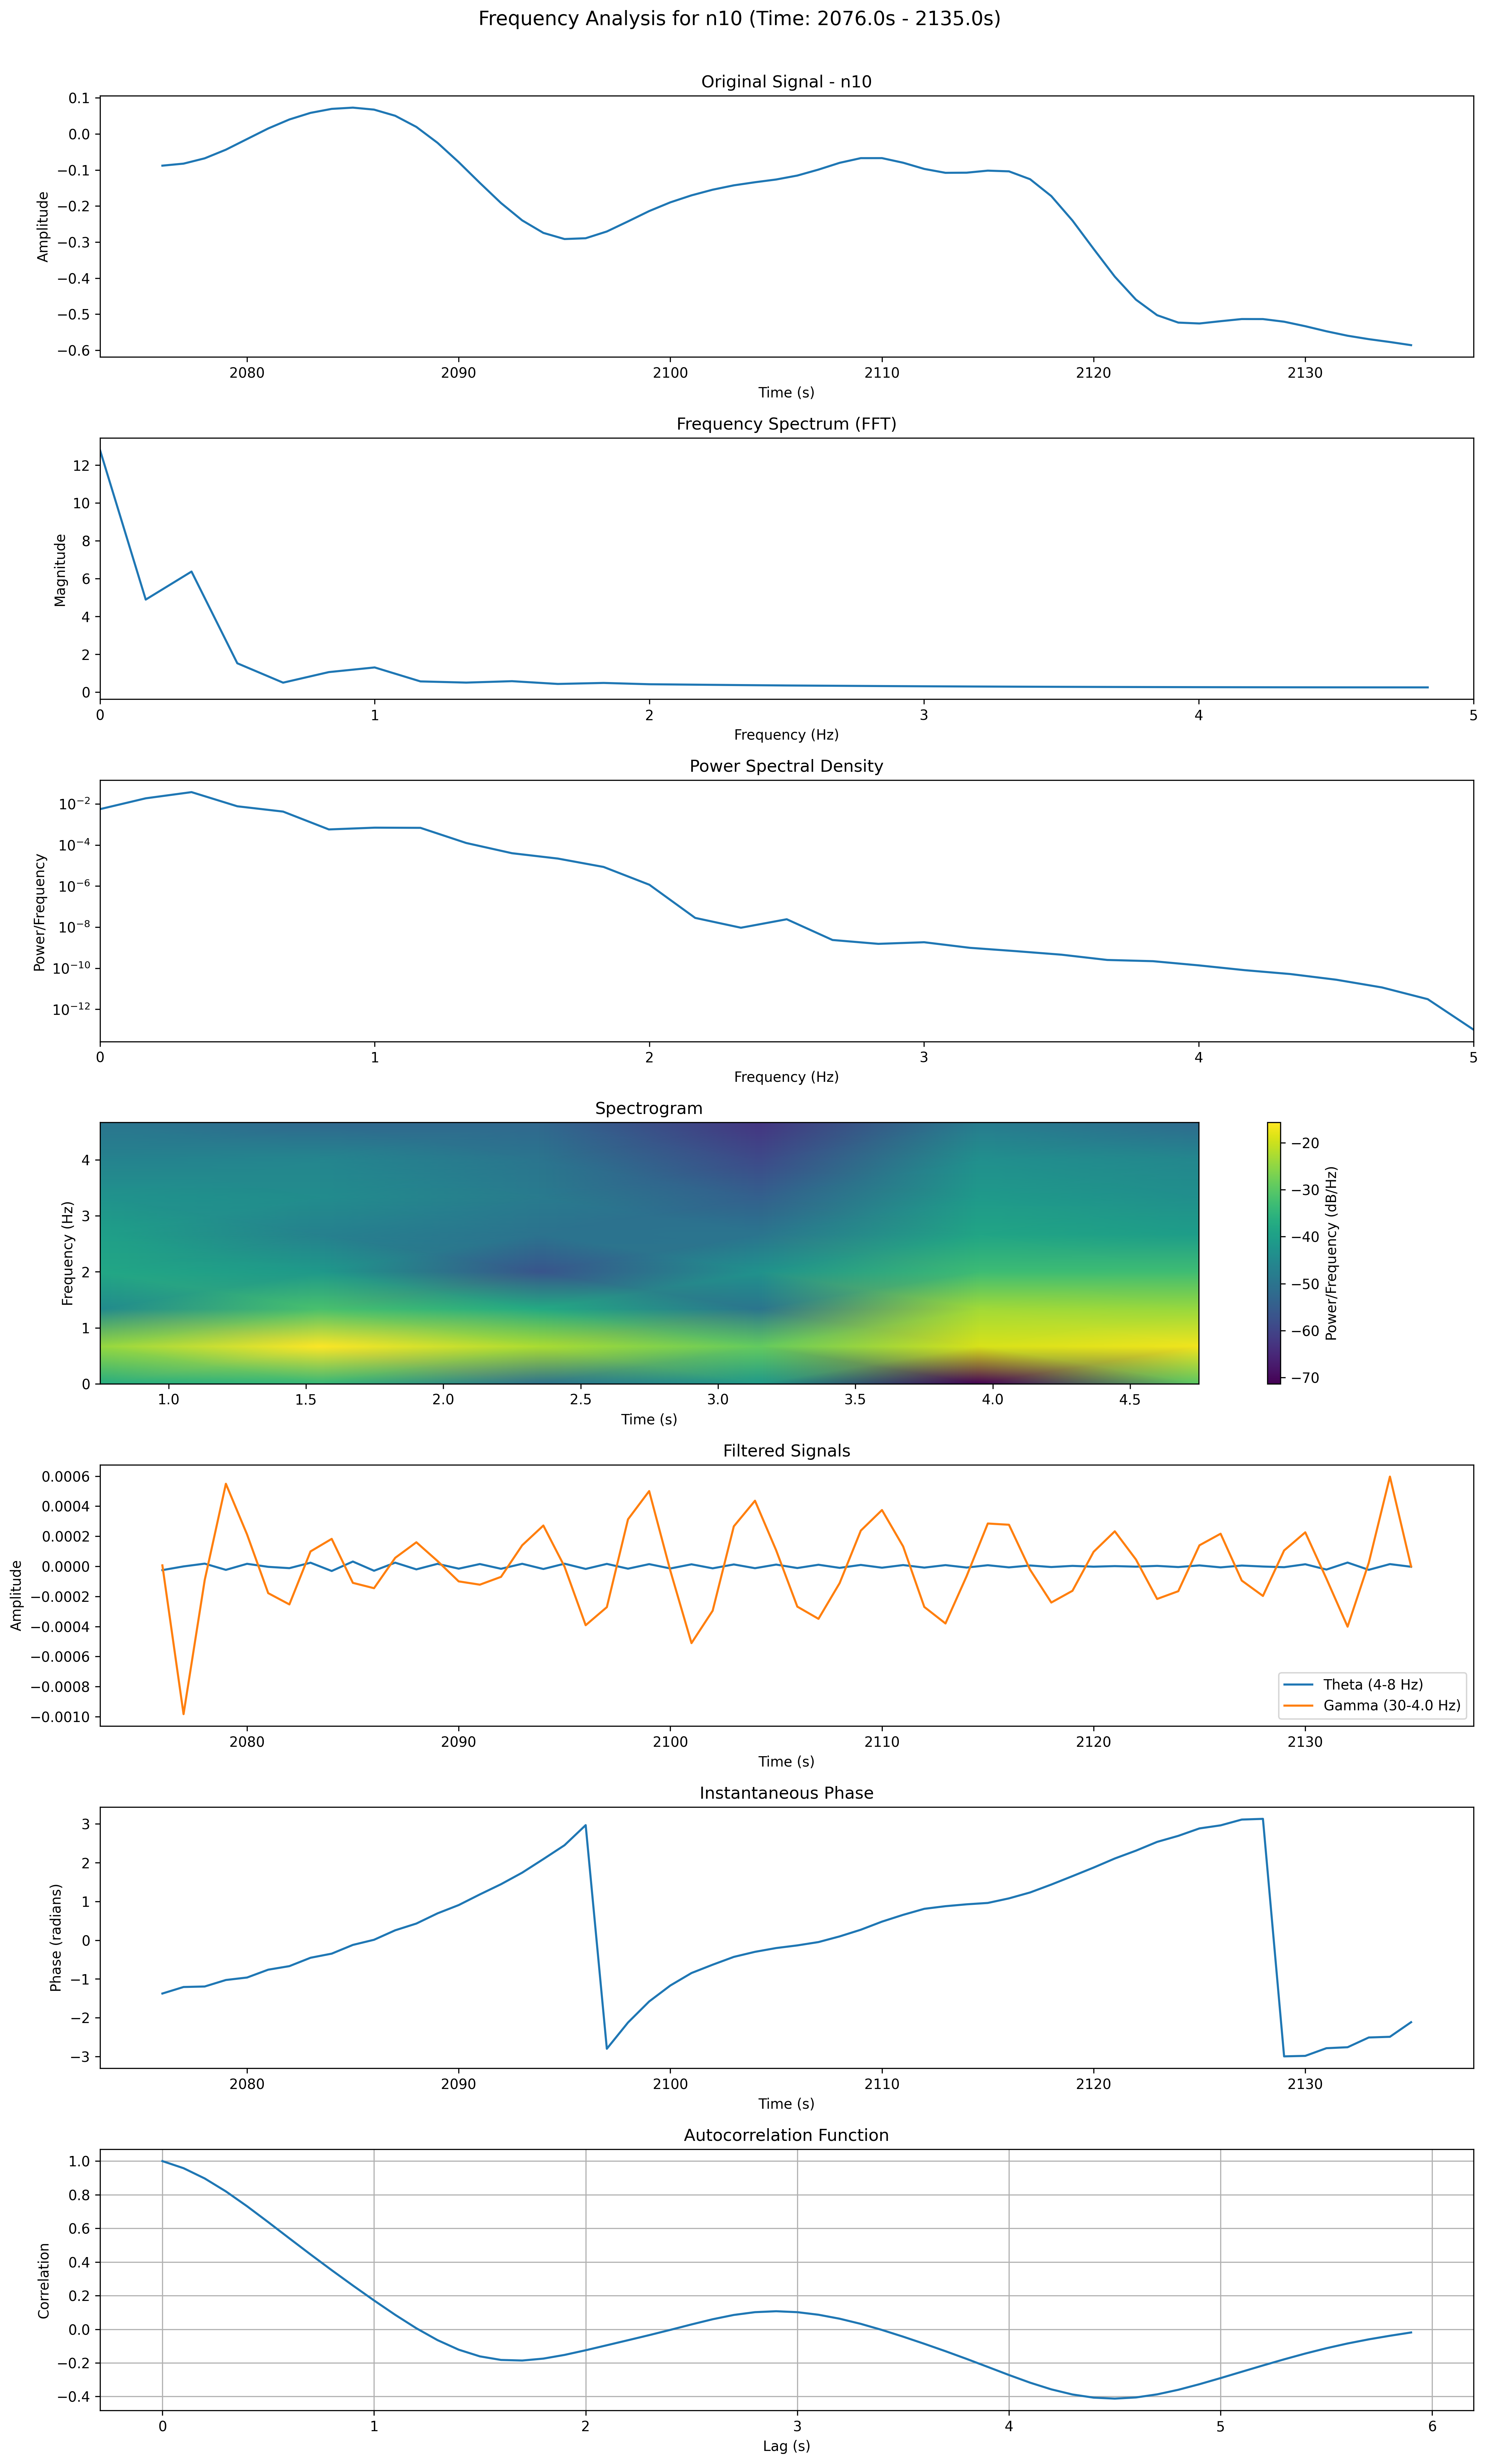 Frequency Analysis for n10 (Time: 2076.0s - 2135.0s)
Original Signal - n10
Amplitude
0.1
0.0
−0.1
−0.2
−0.3
−0.4
−0.5
−0.6
2080 2090 2100 2110 2120 2130
Time (s)
Frequency Spectrum (FFT)
Magnitude
12
10
8
6
4
2
0
0 1 2 3 4 5
Frequency (Hz)
Power Spectral Density
Power/Frequency
10⁻²
10⁻⁴
10⁻⁶
10⁻⁸
10⁻¹⁰
10⁻¹²
0 1 2 3 4 5
Frequency (Hz)
Spectrogram
Frequency (Hz)
4
3
2
1
0
1.0 1.5 2.0 2.5 3.0 3.5 4.0 4.5
Time (s)
−20
−30
−40
−50
−60
−70
Power/Frequency (dB/Hz)
Filtered Signals
Amplitude
0.0006
0.0004
0.0002
0.0000
−0.0002
−0.0004
−0.0006
−0.0008
−0.0010
Theta (4-8 Hz)
Gamma (30-4.0 Hz)
2080 2090 2100 2110 2120 2130
Time (s)
Instantaneous Phase
Phase (radians)
3
2
1
0
−1
−2
−3
2080 2090 2100 2110 2120 2130
Time (s)
Autocorrelation Function
Correlation
1.0
0.8
0.6
0.4
0.2
0.0
−0.2
−0.4
0 1 2 3 4 5 6
Lag (s)